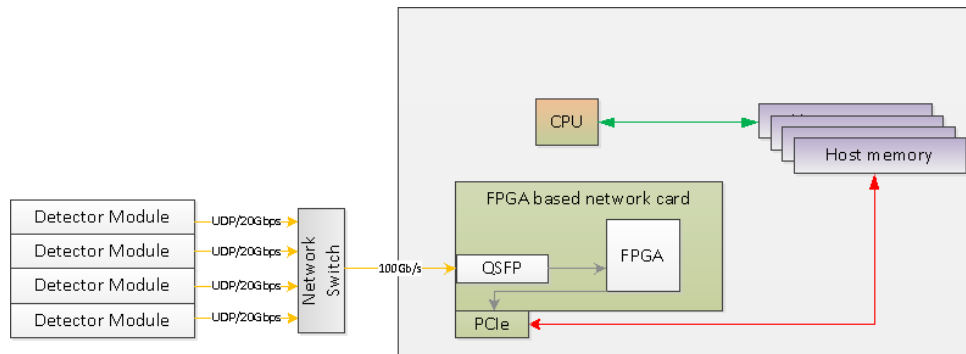 CPU
Host memory
FPGA based network card
Detector Module
UDP/20Gbps
Detector Module
UDP/20Gbps
Detector Module
UDP/20Gbps
Detector Module
UDP/20Gbps
Network
Switch
100Gb/s
QSFP
FPGA
PCIe